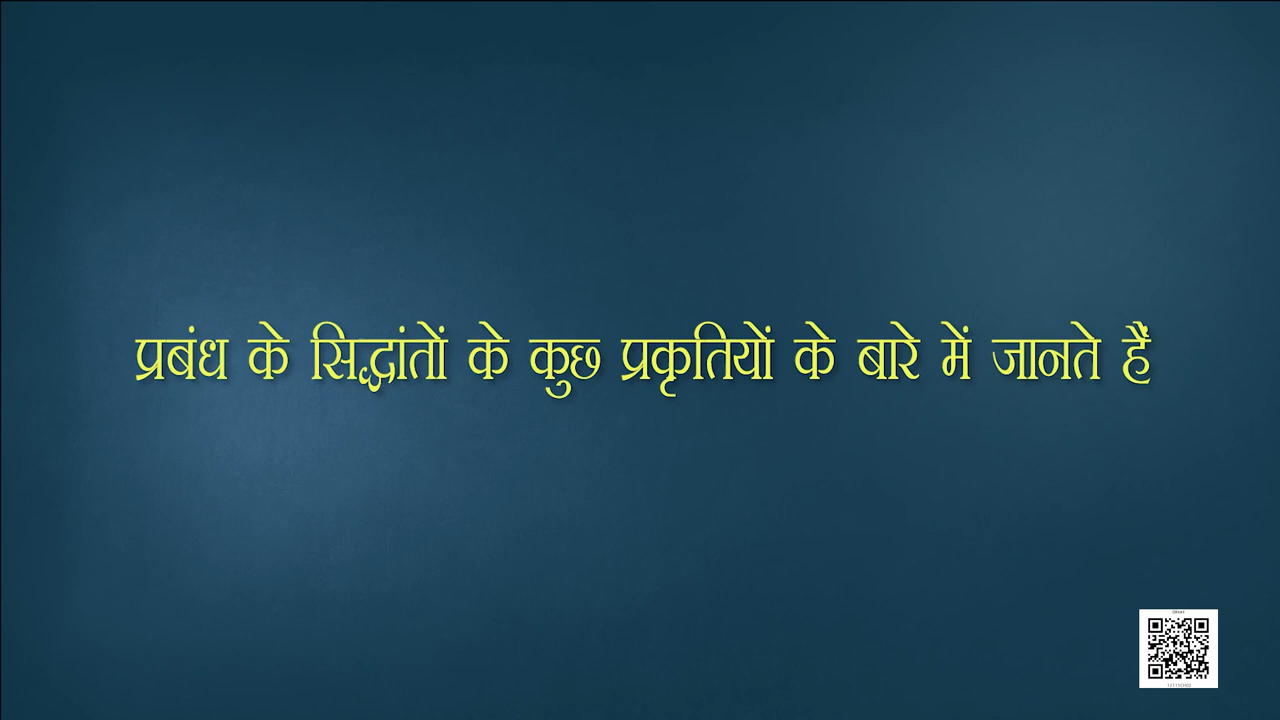 प्रबंध के सिद्धांतों के कुछ प्रकृतियों के बारे में जानते हैं